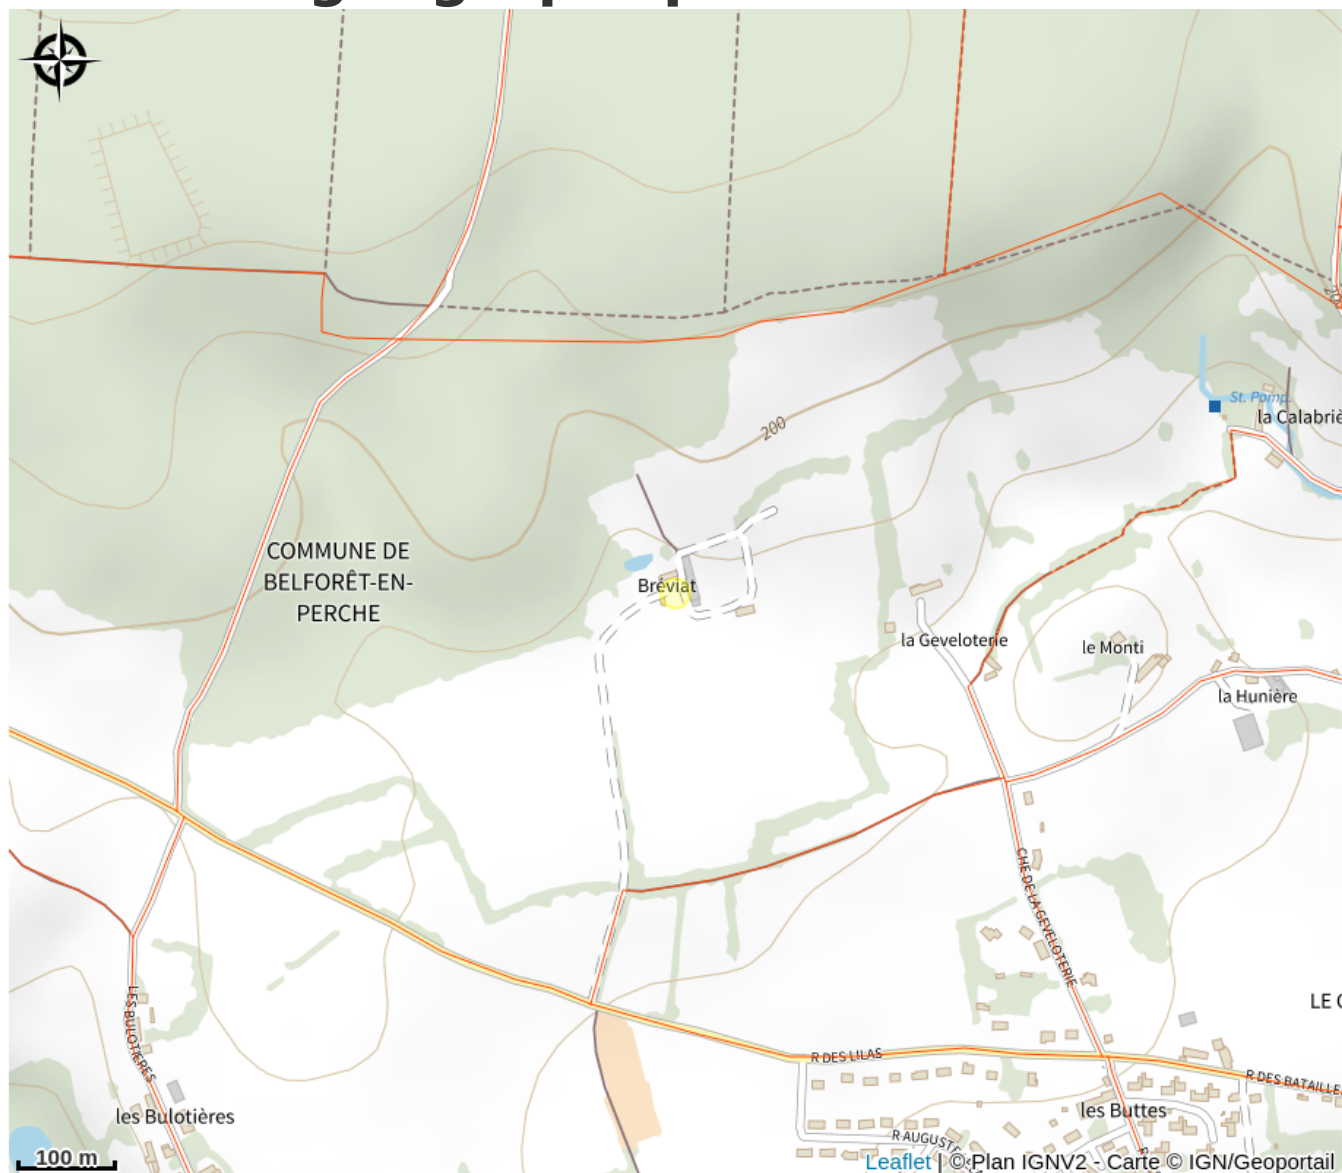 St. Pomp.
la Calabriè
200
COMMUNE DE
BELFORÊT-EN-
PERCHE
Bréviat
la Geveloterie
le Monti
la Hunière
CHE DE LA GEVELOTERIE
LE
LES BULOTIERES
R DES LILAS
R DES BATAILLE
les Bulotières
les Buttes
R AUGUSTE
100 m
Leaflet | © Plan IGNV2 - Carte © IGN/Geoportail